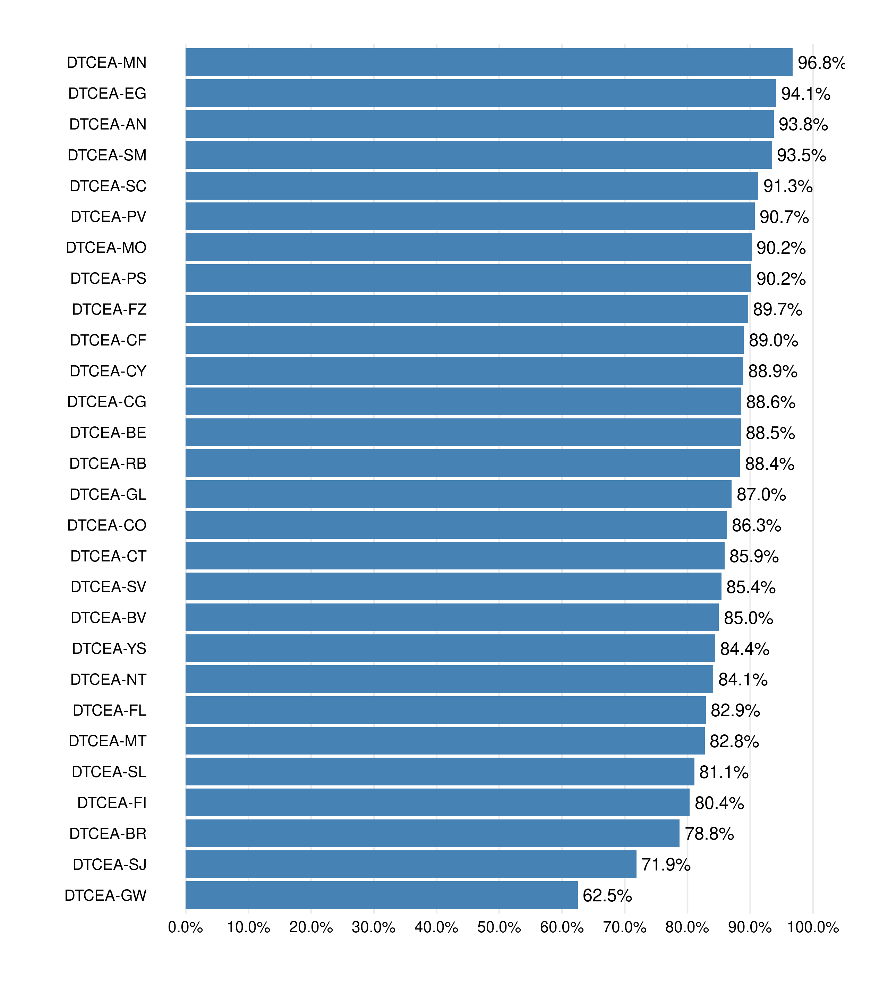 DTCEA-MN 96.8%
DTCEA-EG 94.1%
DTCEA-AN 93.8%
DTCEA-SM 93.5%
DTCEA-SC 91.3%
DTCEA-PV 90.7%
DTCEA-MO 90.2%
DTCEA-PS 90.2%
DTCEA-FZ 89.7%
DTCEA-CF 89.0%
DTCEA-CY 88.9%
DTCEA-CG 88.6%
DTCEA-BE 88.5%
DTCEA-RB 88.4%
DTCEA-GL 87.0%
DTCEA-CO 86.3%
DTCEA-CT 85.9%
DTCEA-SV 85.4%
DTCEA-BV 85.0%
DTCEA-YS 84.4%
DTCEA-NT 84.1%
DTCEA-FL 82.9%
DTCEA-MT 82.8%
DTCEA-SL 81.1%
DTCEA-FI 80.4%
DTCEA-BR 78.8%
DTCEA-SJ 71.9%
DTCEA-GW 62.5%
0.0% 10.0% 20.0% 30.0% 40.0% 50.0% 60.0% 70.0% 80.0% 90.0% 100.0%